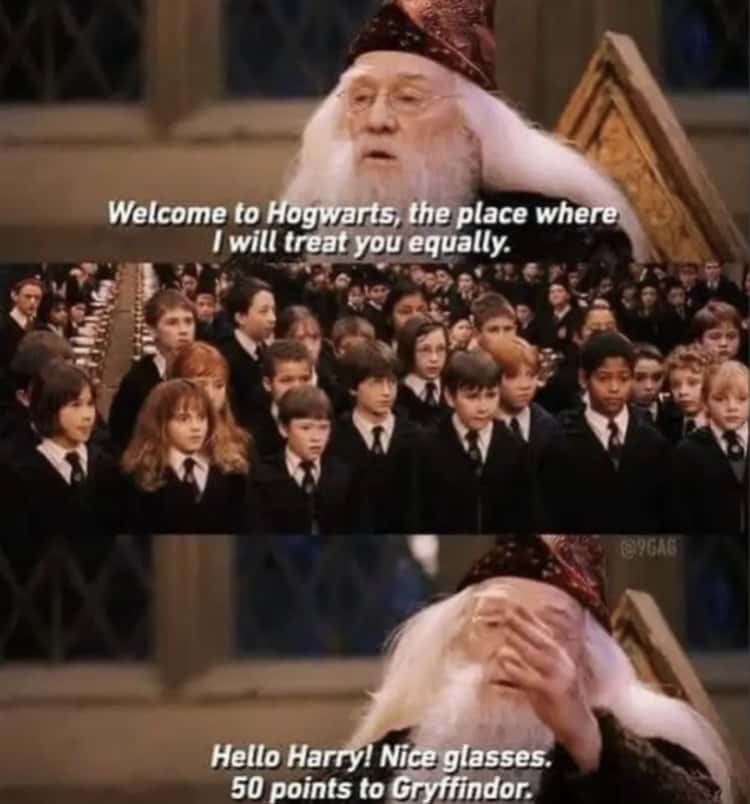 Welcome to Hogwarts, the place where
I will treat you equally.
@9GAG
Hello Harry! Nice glasses.
50 points to Gryffindor.